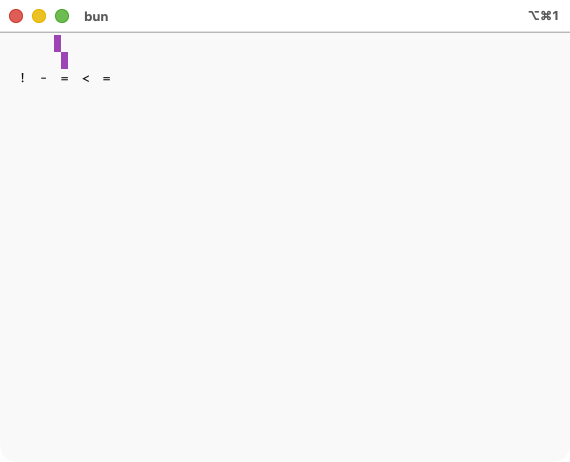 bun ⌥⌘1
! - = < =